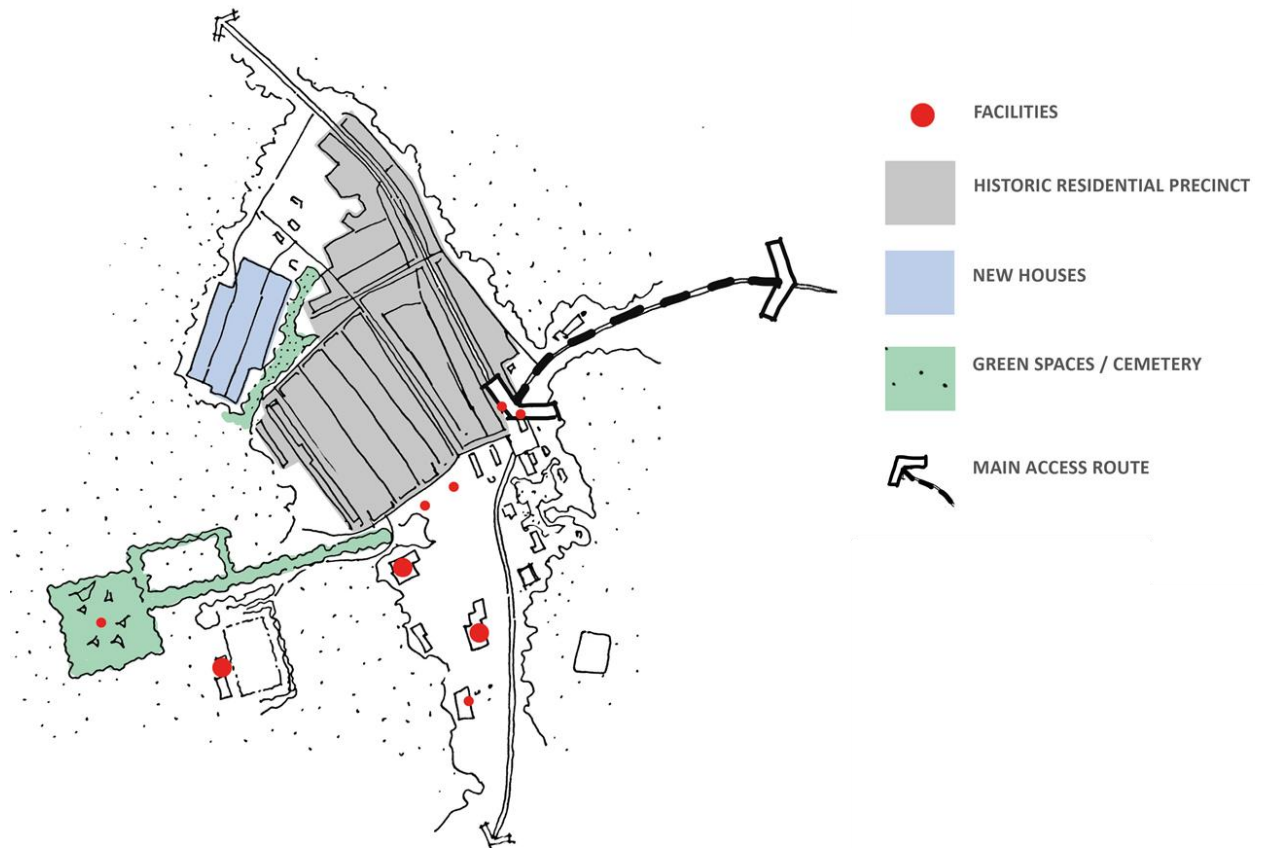 FACILITIES
HISTORIC RESIDENTIAL PRECINCT
NEW HOUSES
GREEN SPACES / CEMETERY
MAIN ACCESS ROUTE